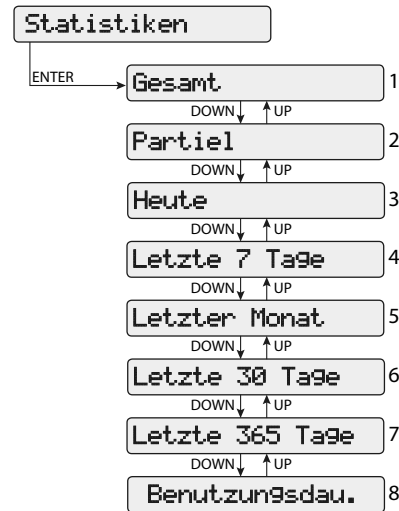 Statistiken
ENTER
Gesamt 1
DOWN UP
Partiel 2
DOWN UP
Heute 3
DOWN UP
Letzte 7 Tage 4
DOWN UP
Letzter Monat 5
DOWN UP
Letzte 30 Tage 6
DOWN UP
Letzte 365 Tage 7
DOWN UP
Benutzungsdau. 8